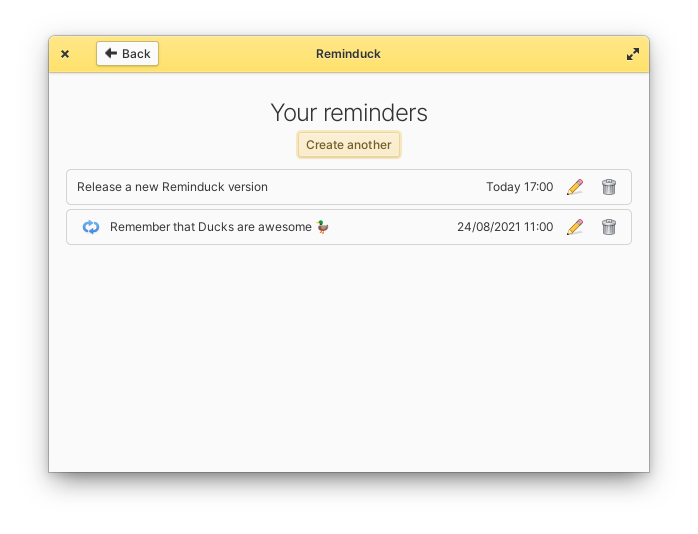 Back
Reminduck
Your reminders
Create another
Release a new Reminduck version Today 17:00
Remember that Ducks are awesome 🦆 24/08/2021 11:00